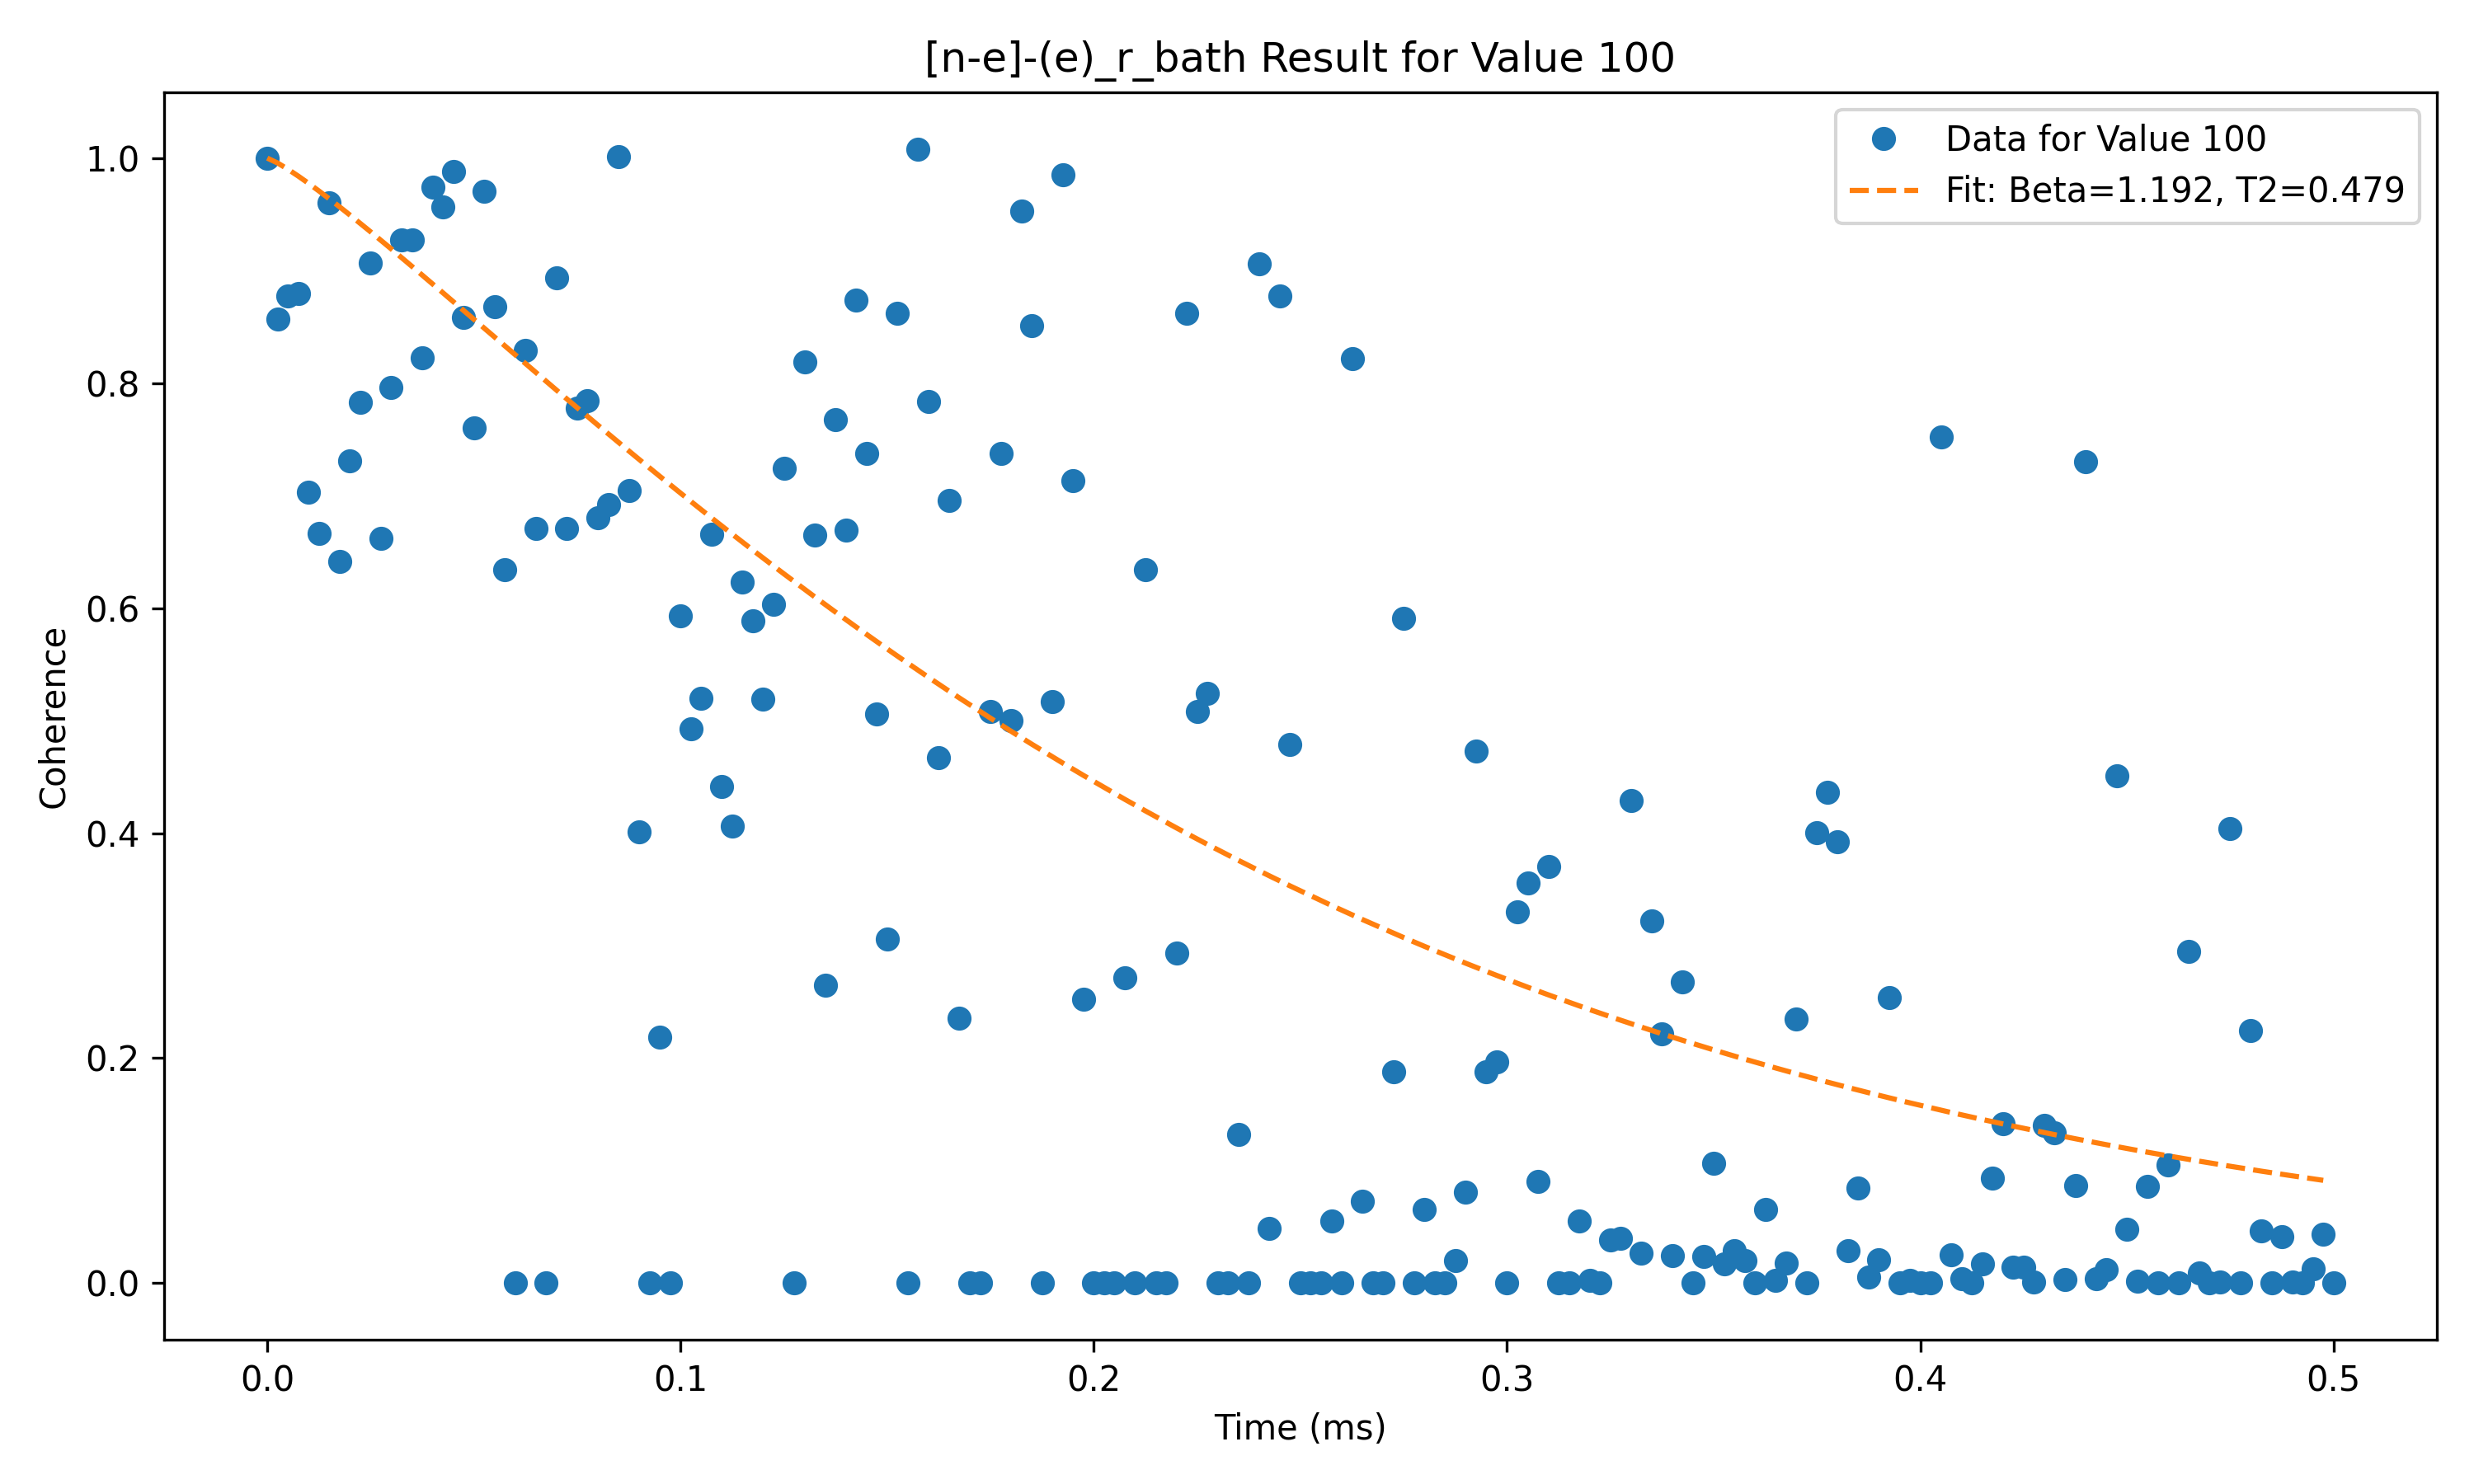 [n-e]-(e)_r_bath Result for Value 100
Data for Value 100
Fit: Beta=1.192, T2=0.479
Coherence
1.0
0.8
0.6
0.4
0.2
0.0
0.0 0.1 0.2 0.3 0.4 0.5
Time (ms)